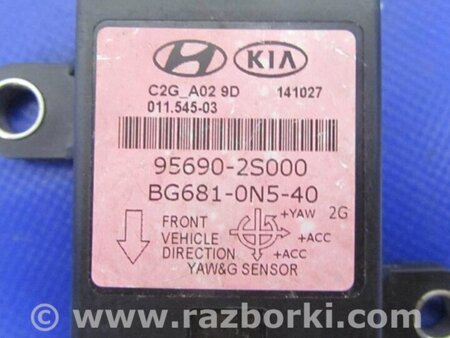 HYUNDAI KIA
C2G_A02 9D 141027
011.545-03
95690-2S000
BG681-0N5-40
FRONT +YAW 2G
VEHICLE +ACC
DIRECTION +ACC
YAW&G SENSOR
© www.razborki.com